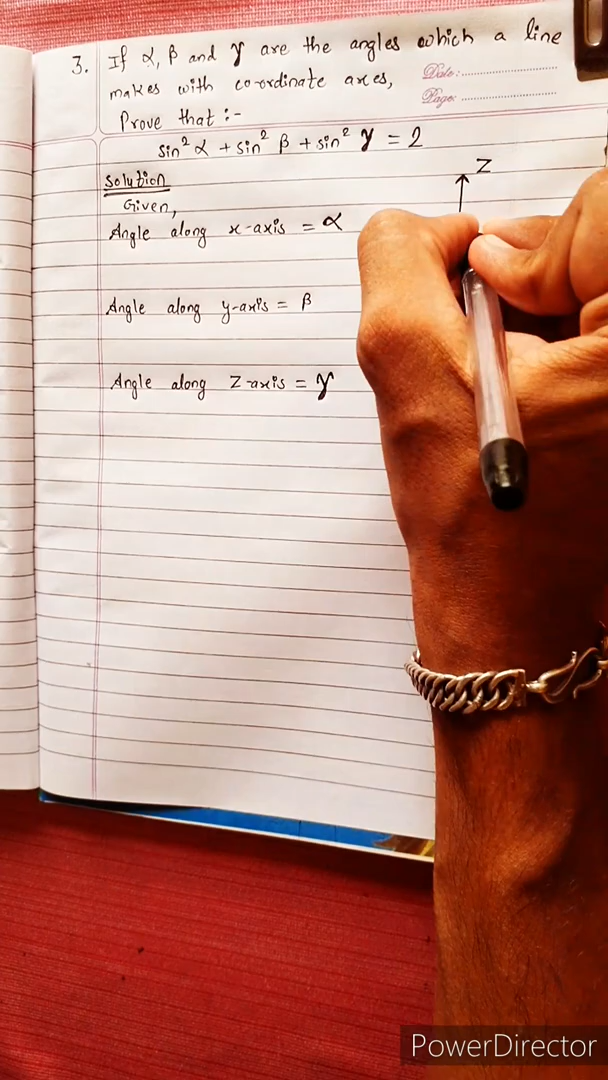 3. If α, β and γ are the angles which a line
makes with co-ordinate axes,
Date:
Page:
Prove that :-
sin² α + sin² β + sin² γ = 2
Solution
Given,
Angle along x-axis = α
Angle along y-axis = β
Angle along Z-axis = γ
Z
PowerDirector